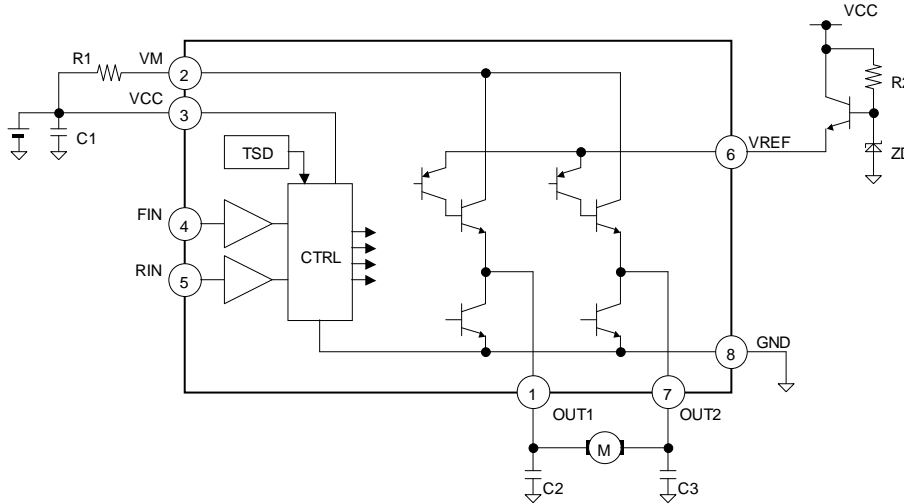 VCC
R1
VM
2
R2
VCC
3
C1
TSD
6
VREF
ZD
FIN
4
CTRL
RIN
5
8
GND
1
7
OUT1
OUT2
M
C2
C3